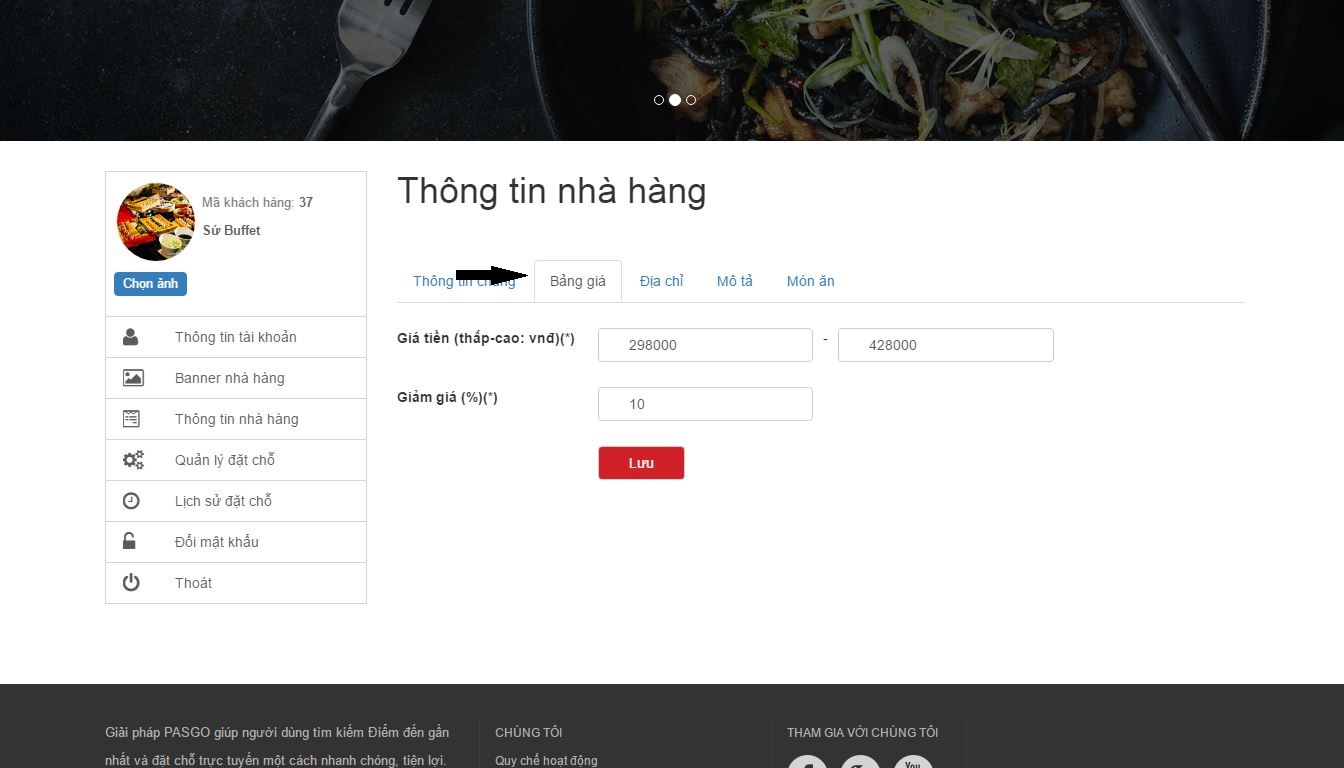 Mã khách hàng: 37
Sứ Buffet
Chọn ảnh
Thông tin tài khoản
Banner nhà hàng
Thông tin nhà hàng
Quản lý đặt chỗ
Lịch sử đặt chỗ
Đổi mật khẩu
Thoát
Thông tin nhà hàng
Thông tin chung Bảng giá Địa chỉ Mô tả Món ăn
Giá tiền (thấp-cao: vnđ)(*) 298000 - 428000
Giảm giá (%)(*) 10
Lưu
Giải pháp PASGO giúp người dùng tìm kiếm Điểm đến gần
nhất và đặt chỗ trực tuyến một cách nhanh chóng, tiện lợi.
CHÚNG TÔI
Quy chế hoạt động
THAM GIA VỚI CHÚNG TÔI
You